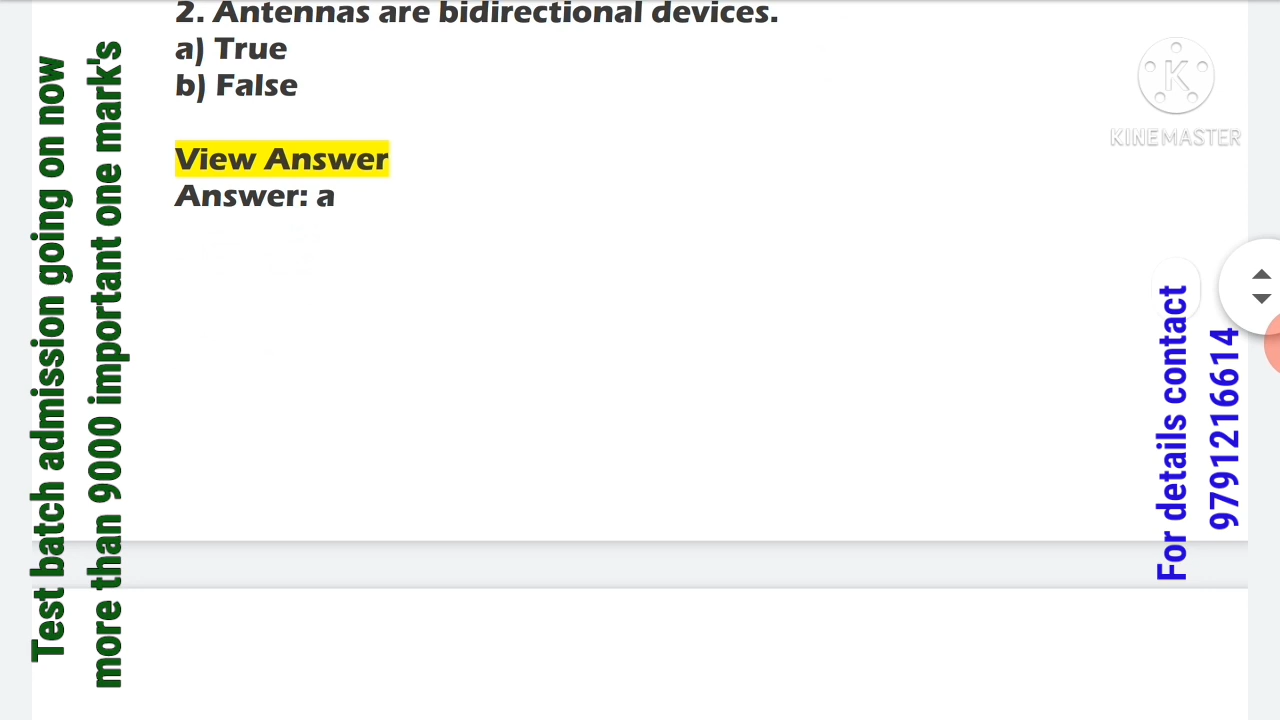 2. Antennas are bidirectional devices.
a) True
b) False
View Answer
Answer: a
Test batch admission going on now
more than 9000 important one mark's
For details contact
9791216614
K
KINEMASTER